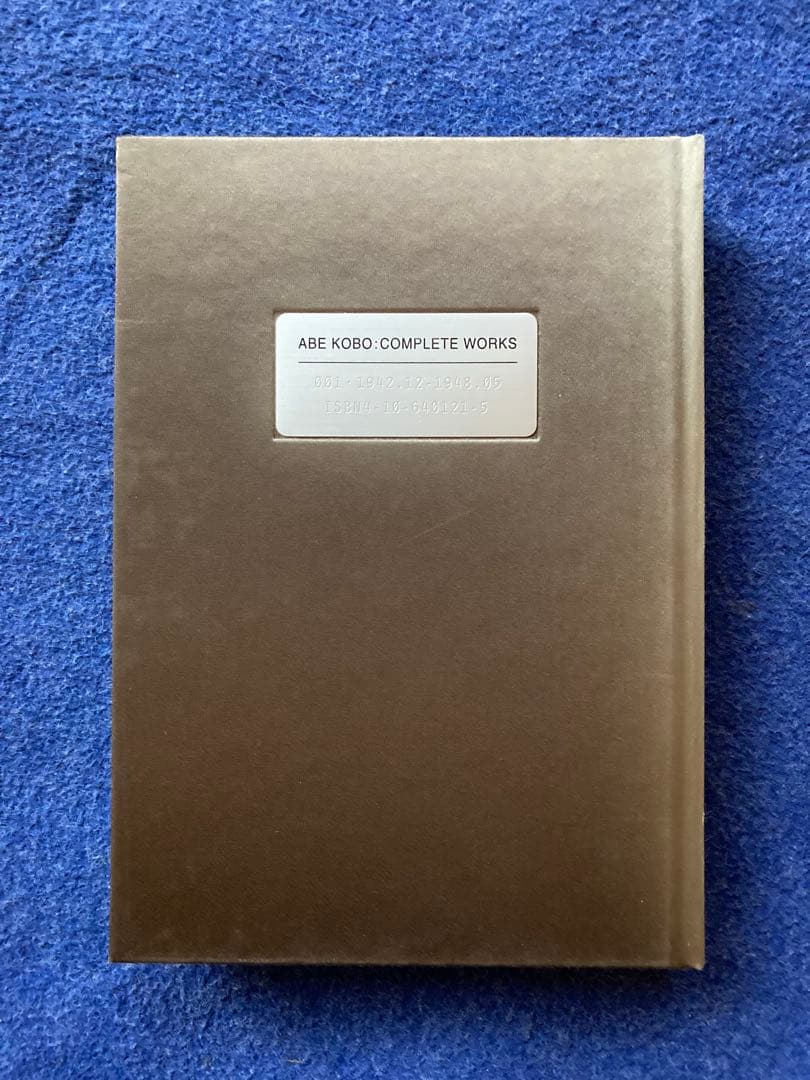 ABE KOBO:COMPLETE WORKS
001·1942.12-1948.05
ISBN4-10-640121-5